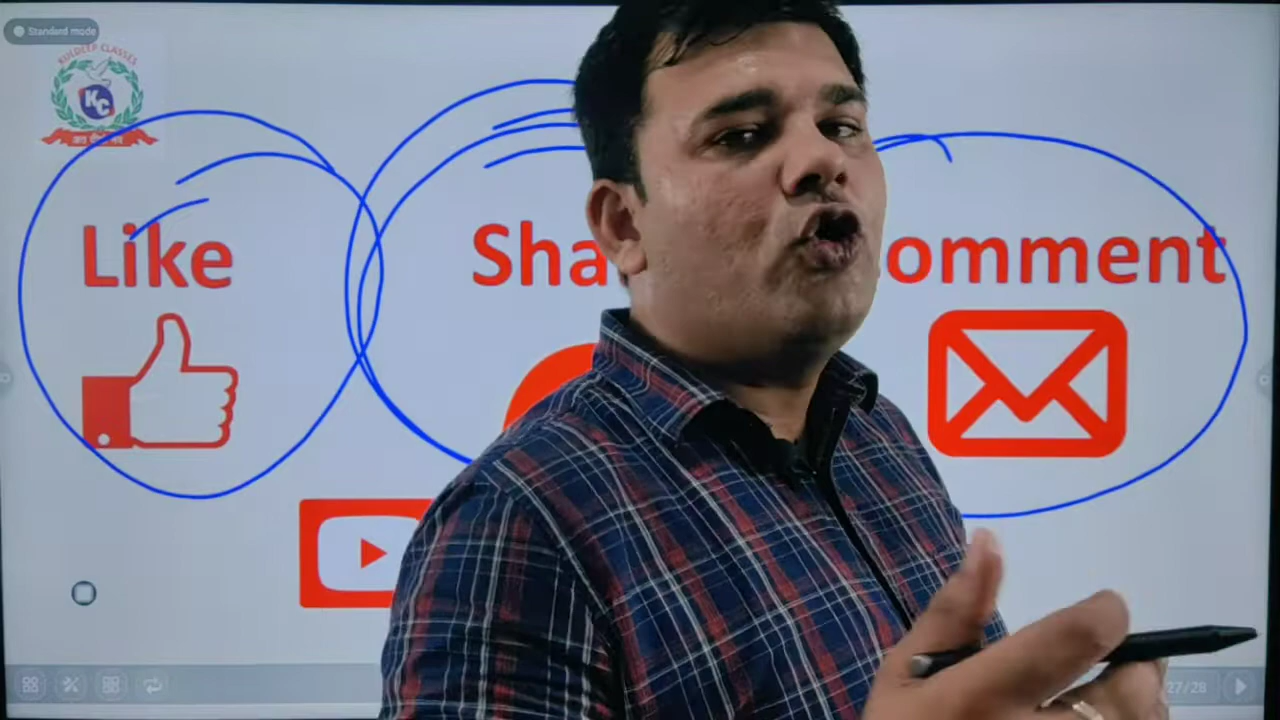 Standard mode
KULDEEP CLASSES
KC
Like
Sha
omment
27/28